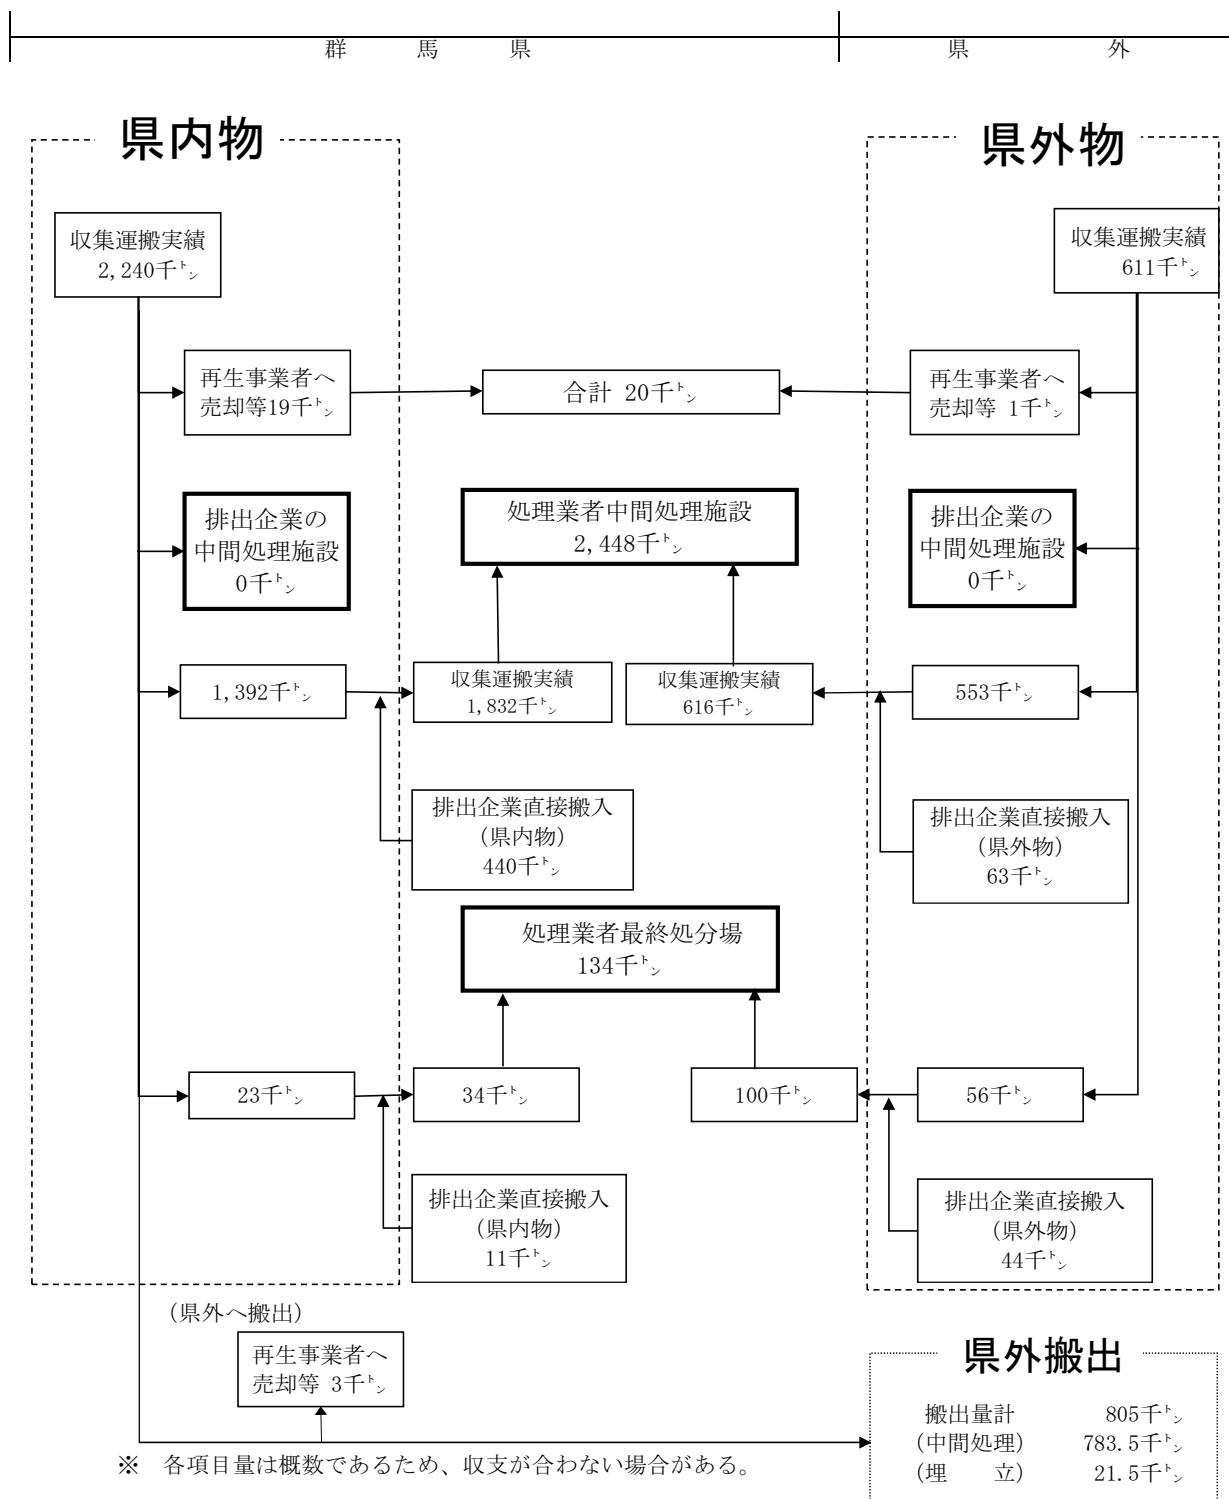 群　馬　県
県　外
県内物
県外物
収集運搬実績
2,240千㌧
収集運搬実績
611千㌧
再生事業者へ
売却等19千㌧
合計 20千㌧
再生事業者へ
売却等 1千㌧
排出企業の
中間処理施設
0千㌧
処理業者中間処理施設
2,448千㌧
排出企業の
中間処理施設
0千㌧
1,392千㌧
収集運搬実績
1,832千㌧
収集運搬実績
616千㌧
553千㌧
排出企業直接搬入
(県内物)
440千㌧
排出企業直接搬入
(県外物)
63千㌧
処理業者最終処分場
134千㌧
23千㌧
34千㌧
100千㌧
56千㌧
排出企業直接搬入
(県内物)
11千㌧
排出企業直接搬入
(県外物)
44千㌧
(県外へ搬出)
再生事業者へ
売却等 3千㌧
県外搬出
搬出量計　805千㌧
(中間処理)　783.5千㌧
(埋　立)　21.5千㌧
※　各項目量は概数であるため、収支が合わない場合がある。